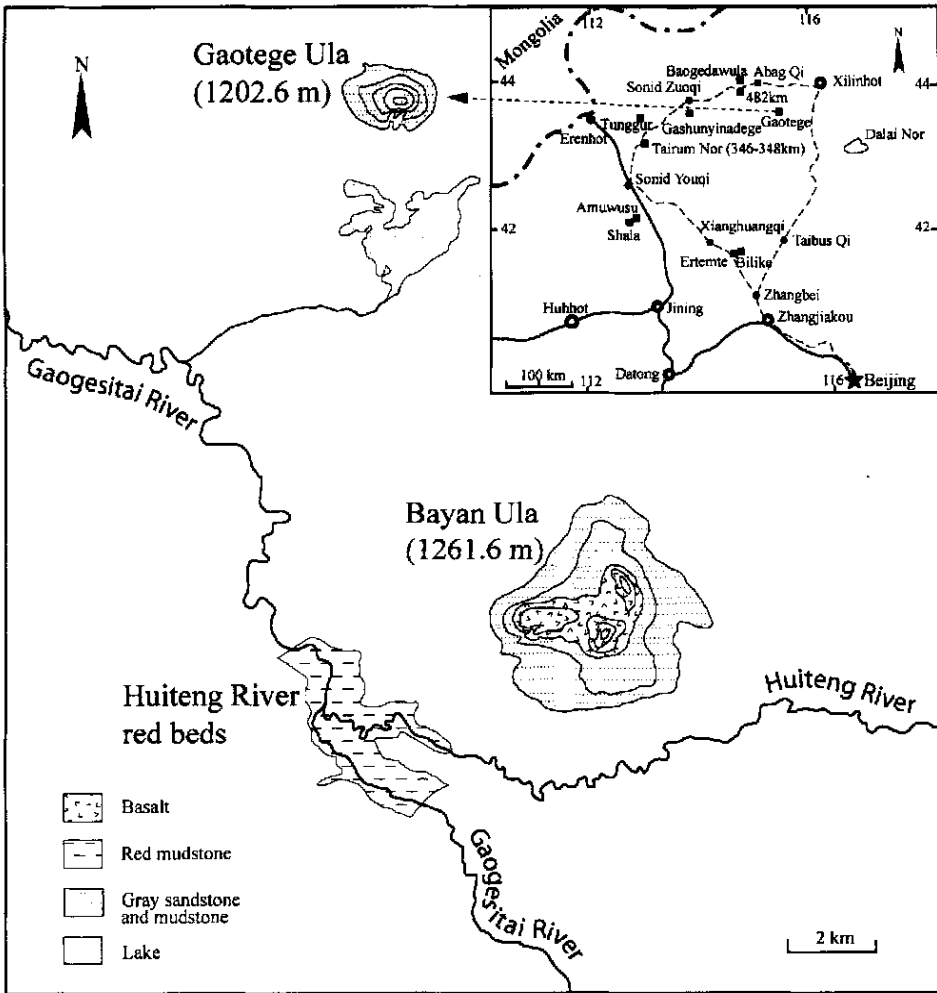 Gaotege Ula
(1202.6 m)
N
Mongolia
112
116
N
44
44
Baogedawula
Abag Qi
Xilinhot
Sonid Zuoqi
482km
Tunggur
Gashunyinadege
Gaotege
Dalai Nor
Erenhot
Tairum Nor (346-348km)
Sonid Youqi
Amuwusu
42
42
Shala
Xianghuangqi
Taibus Qi
Ertemte
Bilike
Zhangbei
Huhhot
Jining
Zhangjiakou
100 km
112
Datong
116
Beijing
Gaogesitai River
Bayan Ula
(1261.6 m)
Huiteng River
red beds
Huiteng River
Basalt
Red mudstone
Gray sandstone
and mudstone
Lake
Gaogesitai River
2 km